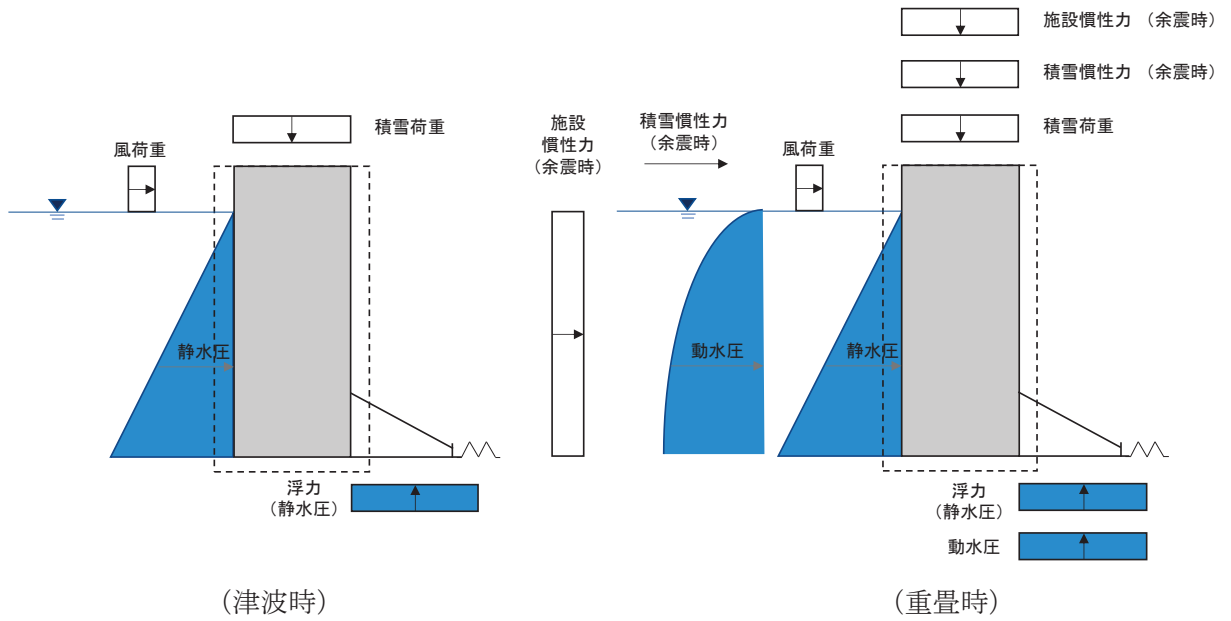 積雪荷重
風荷重
静水圧
浮力
（静水圧）
（津波時）
施設慣性力 （余震時）
積雪慣性力 （余震時）
積雪荷重
施設
慣性力
（余震時）
積雪慣性力
（余震時）
風荷重
動水圧
静水圧
浮力
（静水圧）
動水圧
（重畳時）